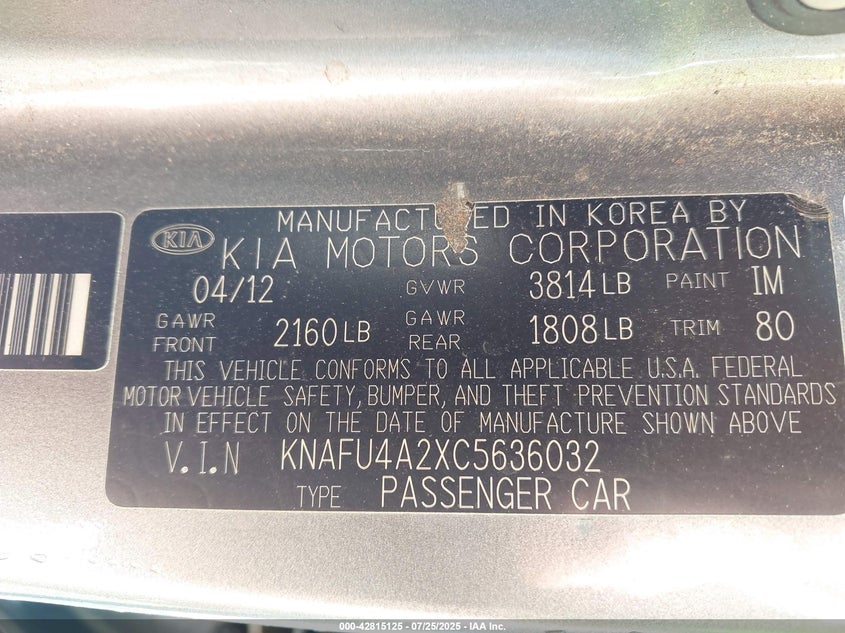 MANUFACTURED IN KOREA BY
KIA KIA MOTORS CORPORATION
04/12 GVWR 3814 LB PAINT IM
GAWR FRONT 2160 LB GAWR REAR 1808 LB TRIM 80
THIS VEHICLE CONFORMS TO ALL APPLICABLE U.S.A. FEDERAL
MOTOR VEHICLE SAFETY, BUMPER, AND THEFT PREVENTION STANDARDS
IN EFFECT ON THE DATE OF MANUFACTURE SHOWN ABOVE
V.I.N KNAFU4A2XC5636032
TYPE PASSENGER CAR
000-42815125 - 07/25/2025 - IAA Inc.